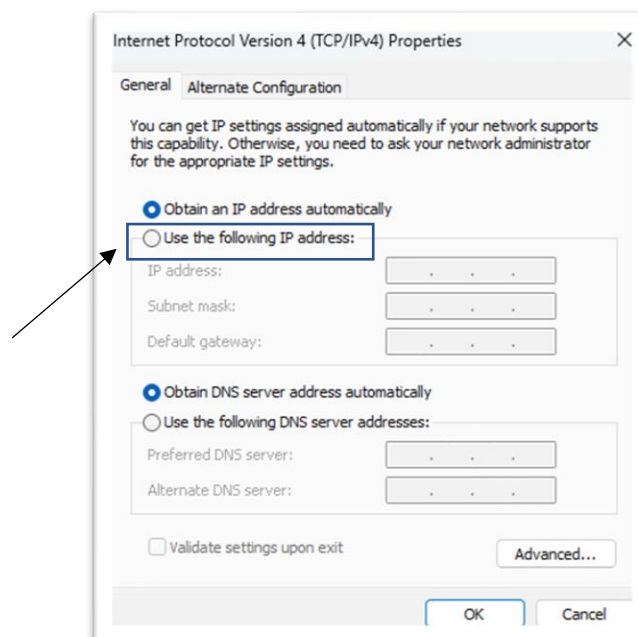 Internet Protocol Version 4 (TCP/IPv4) Properties
General Alternate Configuration
You can get IP settings assigned automatically if your network supports
this capability. Otherwise, you need to ask your network administrator
for the appropriate IP settings.
Obtain an IP address automatically
Use the following IP address:
IP address:
Subnet mask:
Default gateway:
Obtain DNS server address automatically
Use the following DNS server addresses:
Preferred DNS server:
Alternate DNS server:
Validate settings upon exit
Advanced...
OK Cancel